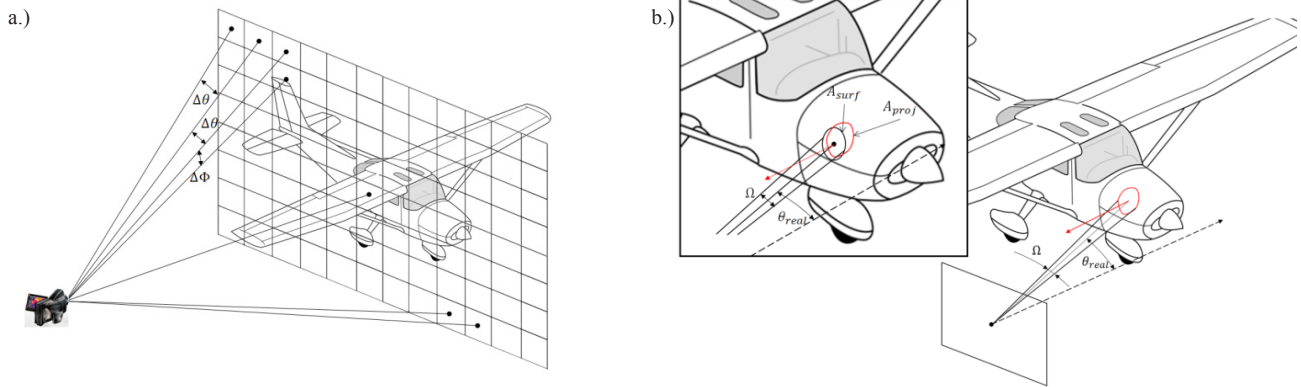 a.)
Δθ
Δθ
ΔΦ
b.)
A_surf
A_proj
Ω
θ_real
Ω
θ_real